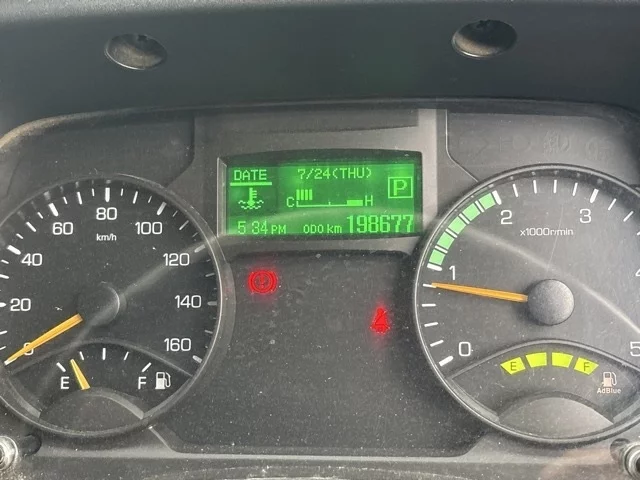 DATE 7/24(THU)
P
C H
5:34 PM ODO km 198677
0 20 40 60 80 100 120 140 160
km/h
E F
0 1 2 3 4 5
x1000r/min
E F
AdBlue